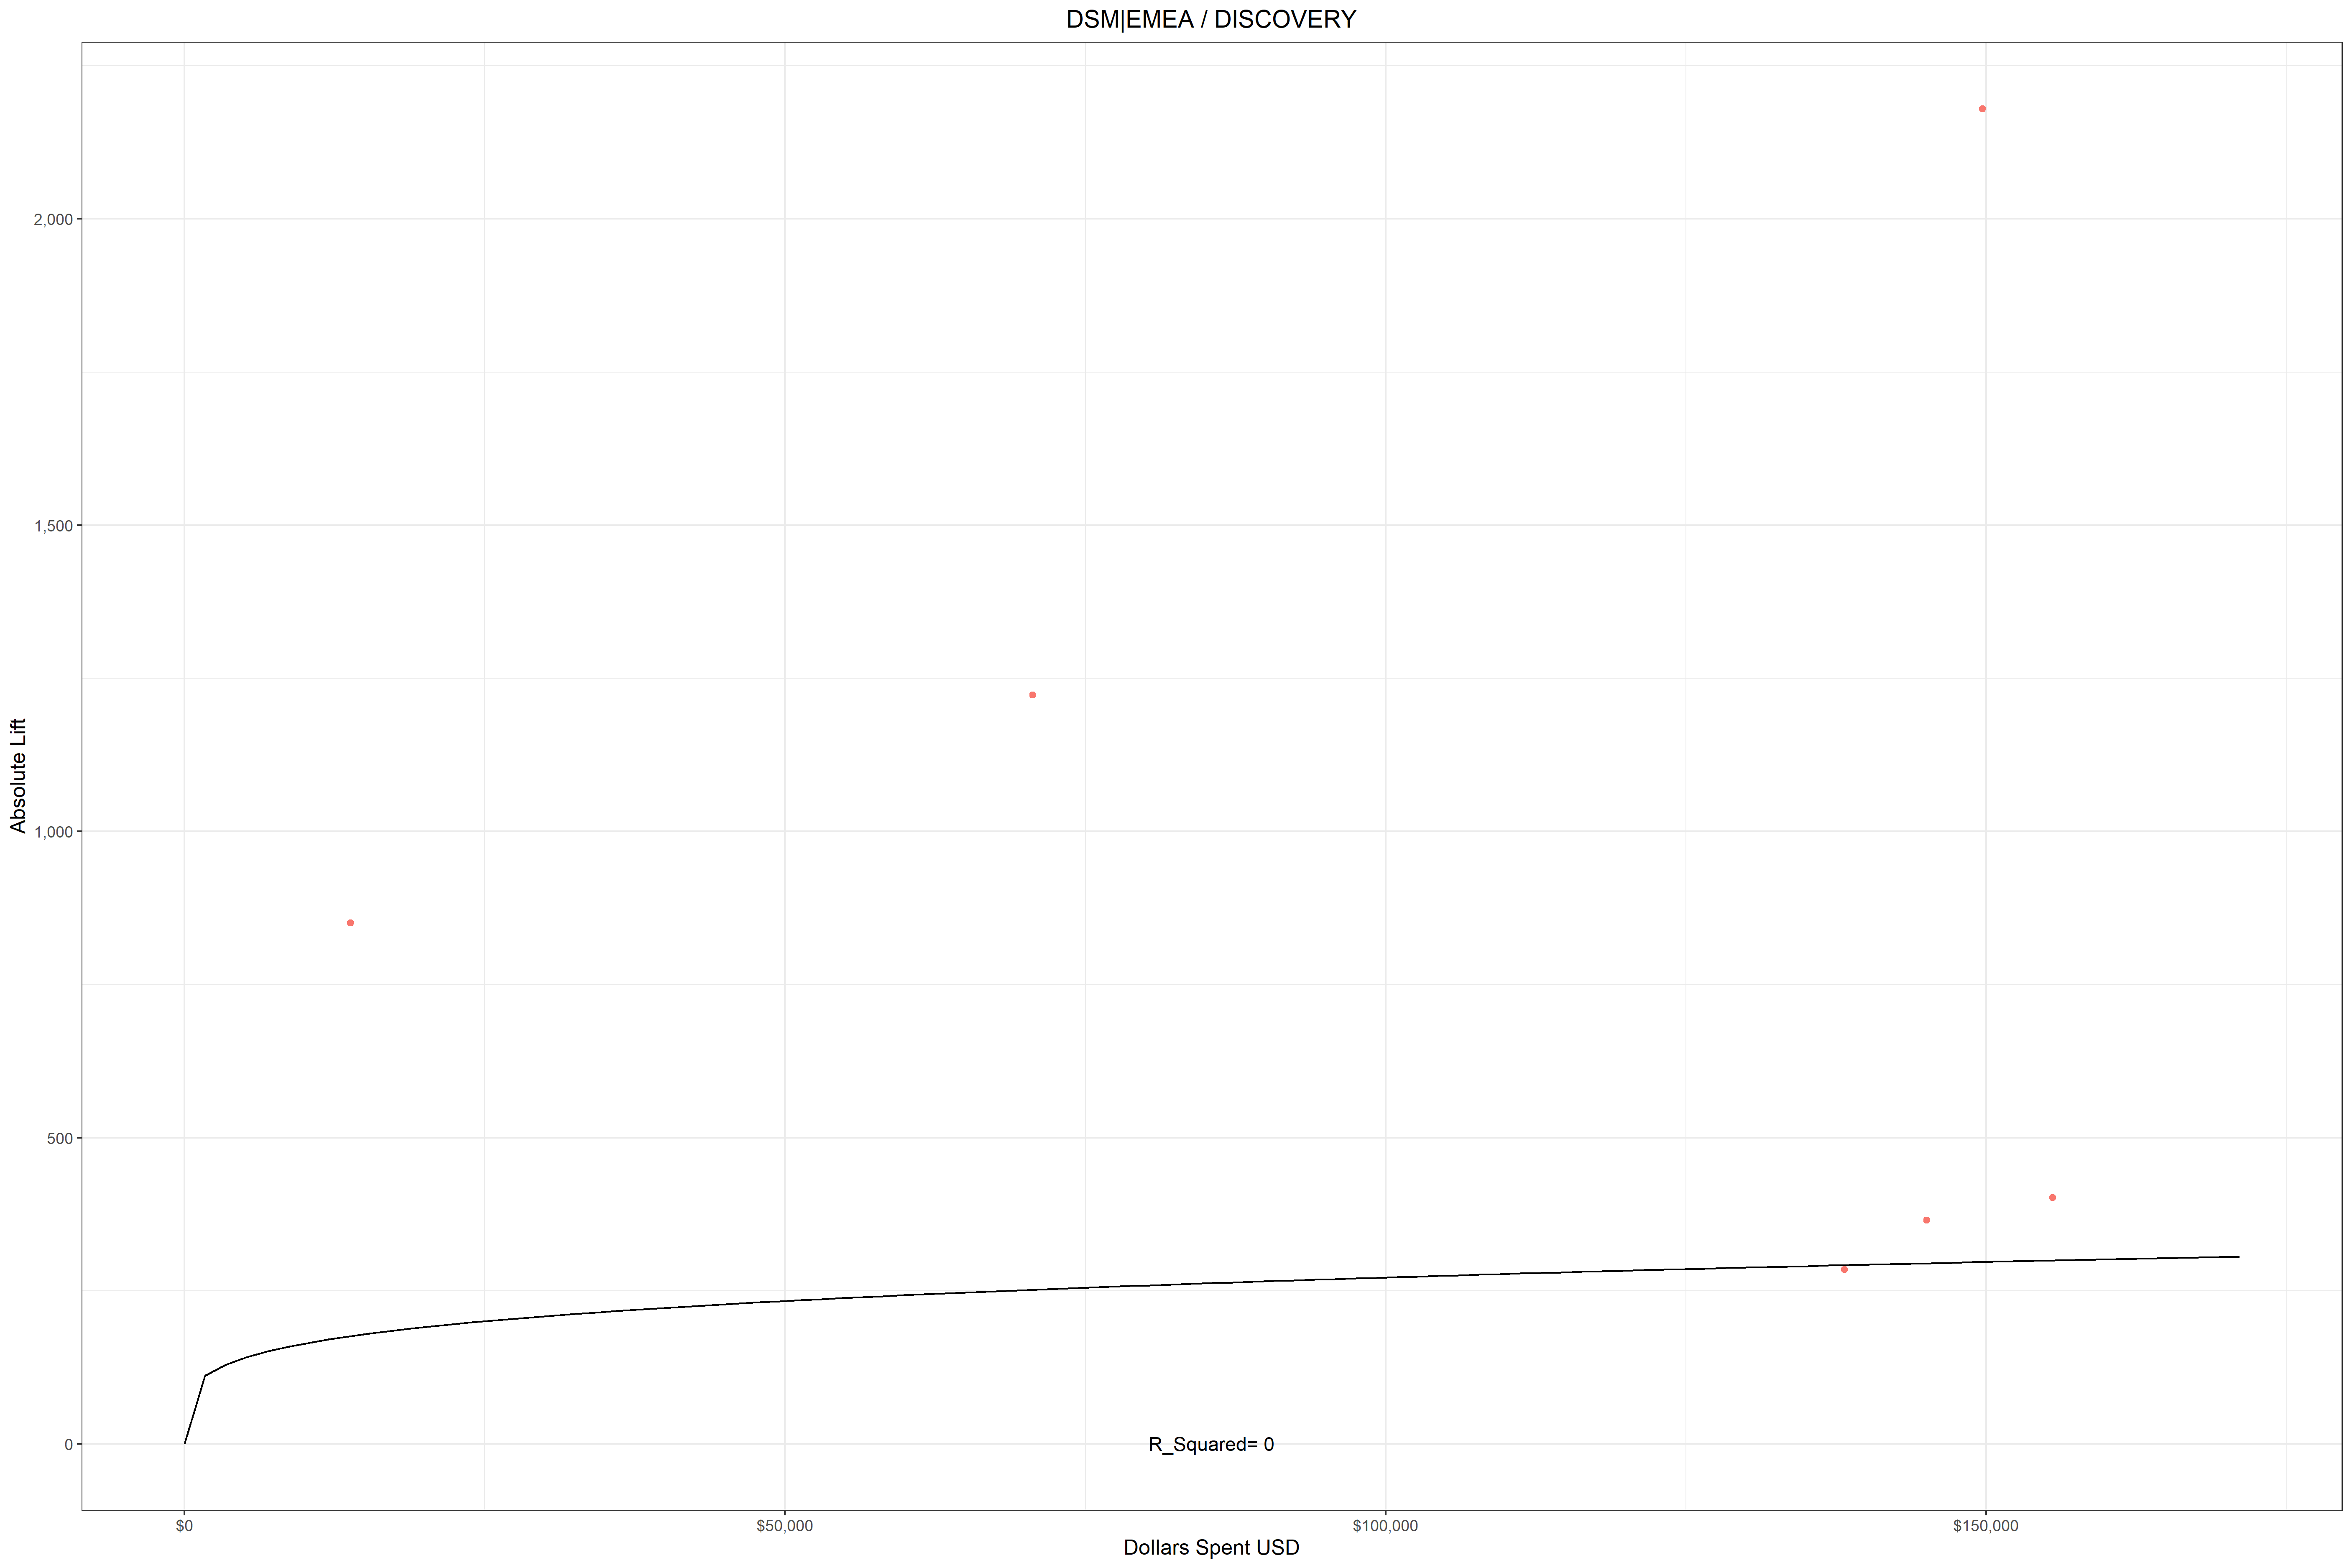 DSM|EMEA / DISCOVERY
Absolute Lift
2,000
1,500
1,000
500
0
R_Squared= 0
$0
$50,000
$100,000
$150,000
Dollars Spent USD